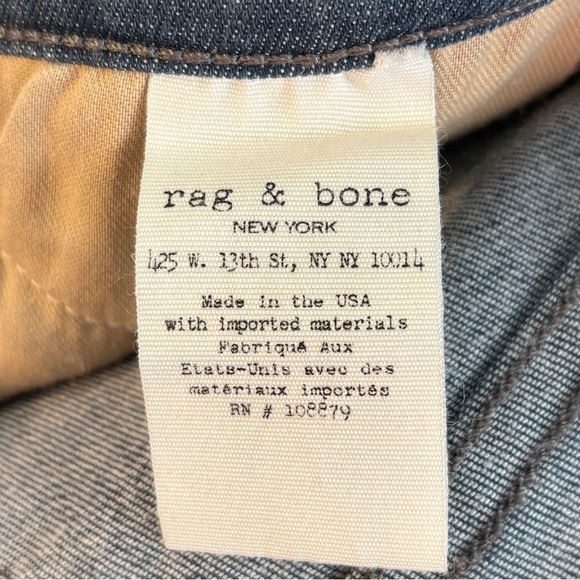 rag & bone
NEW YORK
425 W. 13th St, NY NY 10014
Made in the USA
with imported materials
Fabriqué Aux
Etats-Unis avec des
matériaux importés
RN # 108879